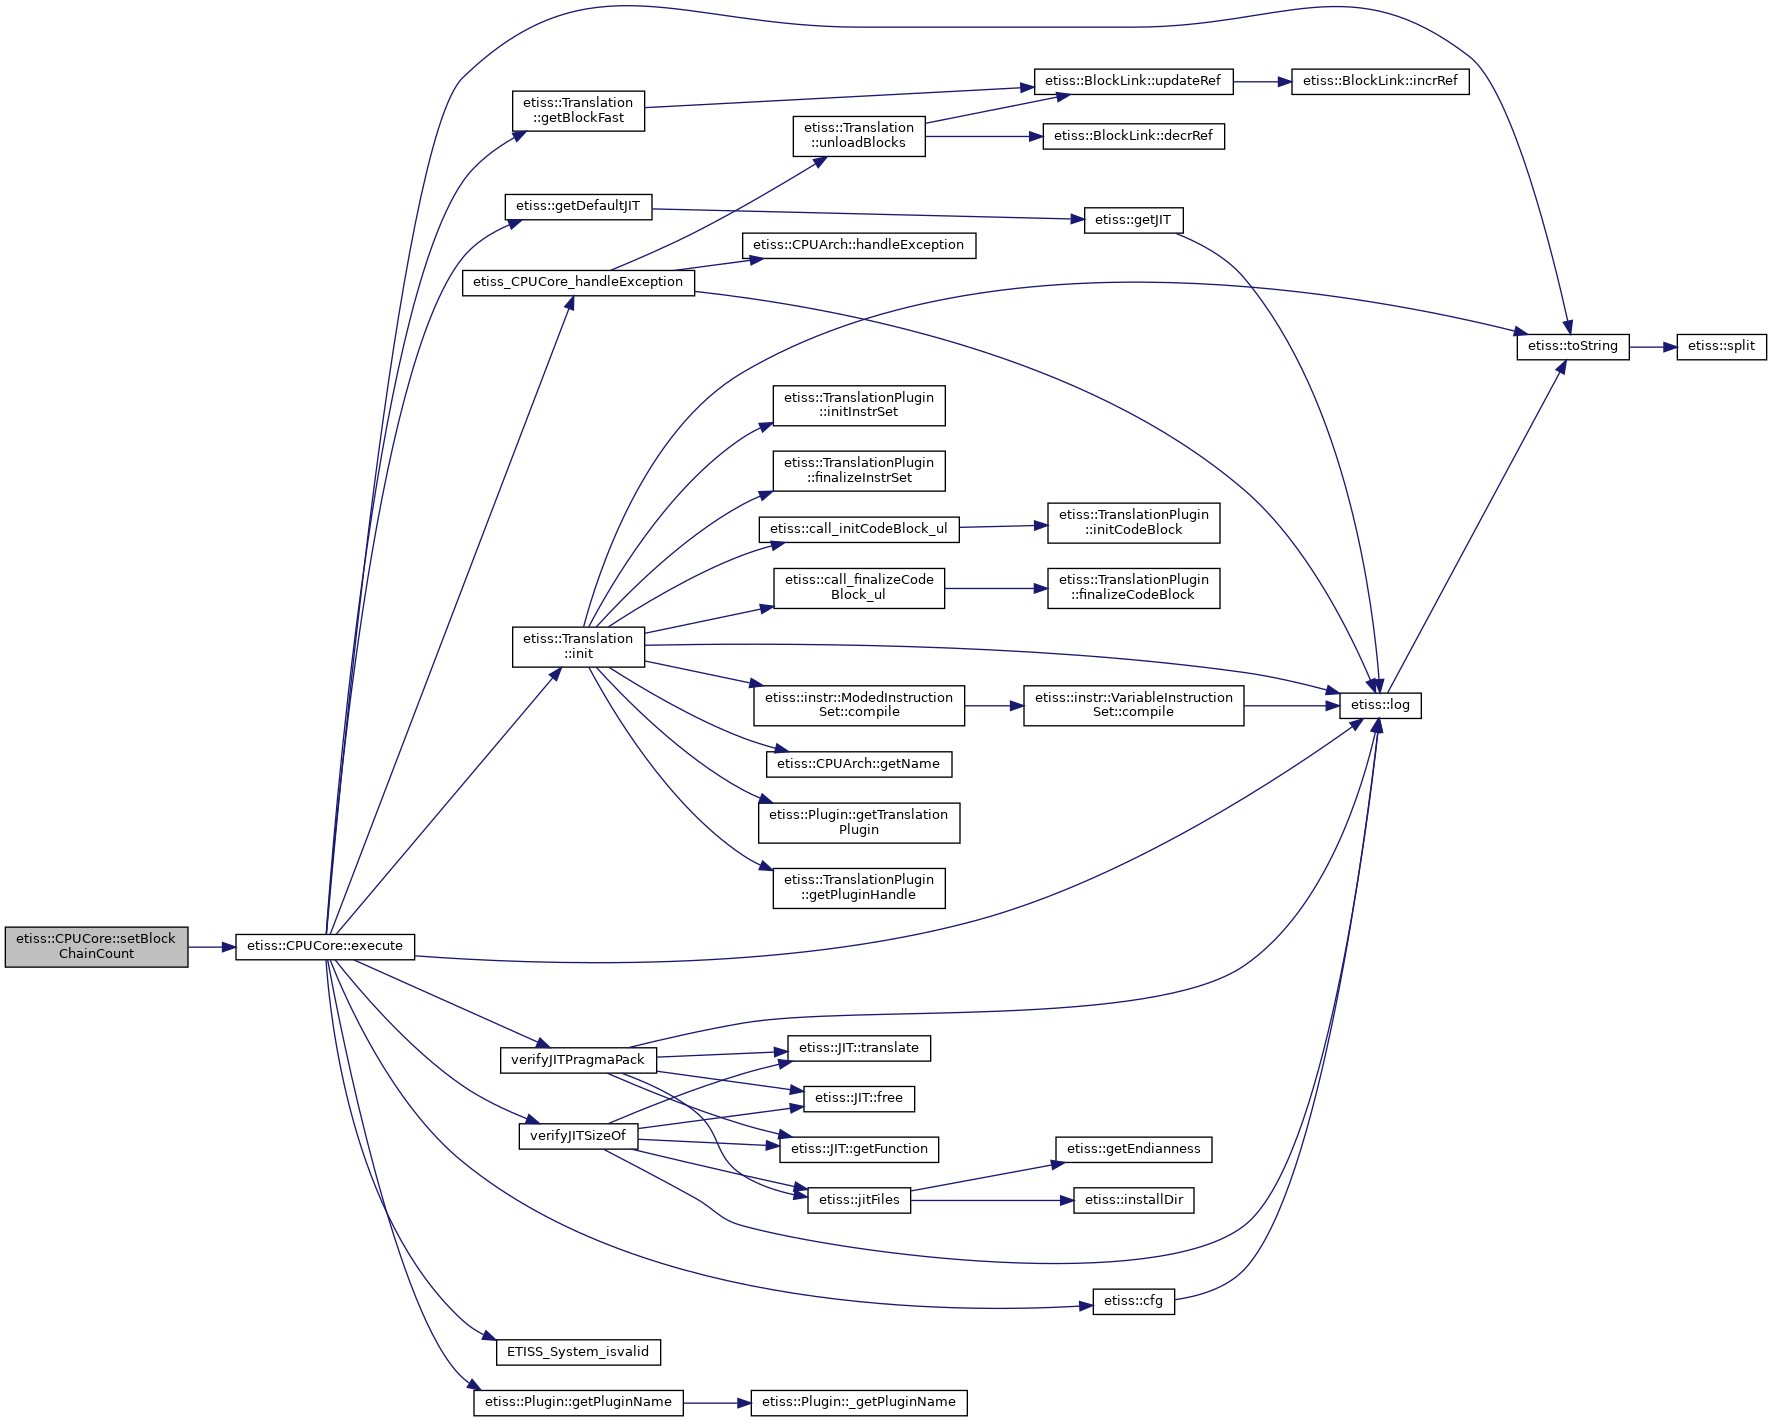 etiss::BlockLink::updateRef
etiss::BlockLink::incrRef
etiss::Translation
::getBlockFast
etiss::Translation
::unloadBlocks
etiss::BlockLink::decrRef
etiss::getDefaultJIT
etiss::getJIT
etiss::CPUArch::handleException
etiss_CPUCore_handleException
etiss::toString
etiss::split
etiss::TranslationPlugin
::initInstrSet
etiss::TranslationPlugin
::finalizeInstrSet
etiss::call_initCodeBlock_ul
etiss::TranslationPlugin
::initCodeBlock
etiss::call_finalizeCode
Block_ul
etiss::TranslationPlugin
::finalizeCodeBlock
etiss::Translation
::init
etiss::instr::ModedInstruction
Set::compile
etiss::instr::VariableInstruction
Set::compile
etiss::log
etiss::CPUArch::getName
etiss::Plugin::getTranslation
Plugin
etiss::TranslationPlugin
::getPluginHandle
etiss::CPUCore::setBlock
ChainCount
etiss::CPUCore::execute
etiss::JIT::translate
verifyJITPragmaPack
etiss::JIT::free
verifyJITSizeOf
etiss::JIT::getFunction
etiss::getEndianness
etiss::jitFiles
etiss::installDir
etiss::cfg
ETISS_System_isvalid
etiss::Plugin::getPluginName
etiss::Plugin::_getPluginName